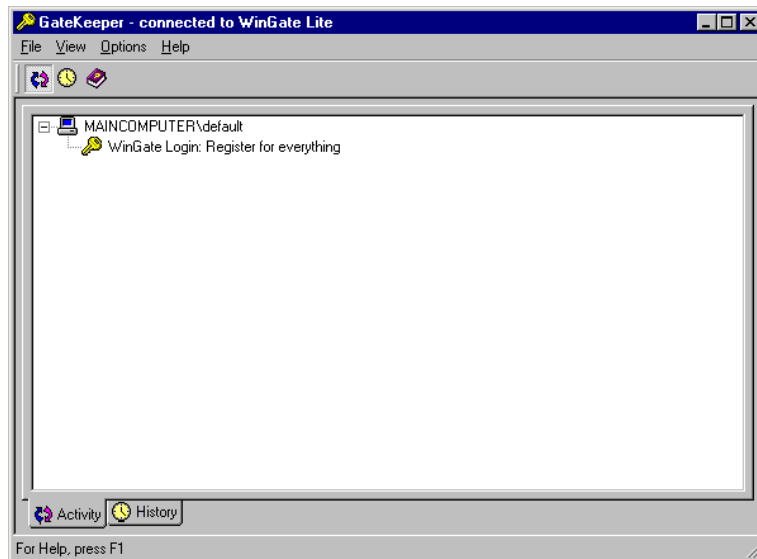 GateKeeper - connected to WinGate Lite
File View Options Help
MAINCOMPUTER\default
WinGate Login: Register for everything
Activity History
For Help, press F1